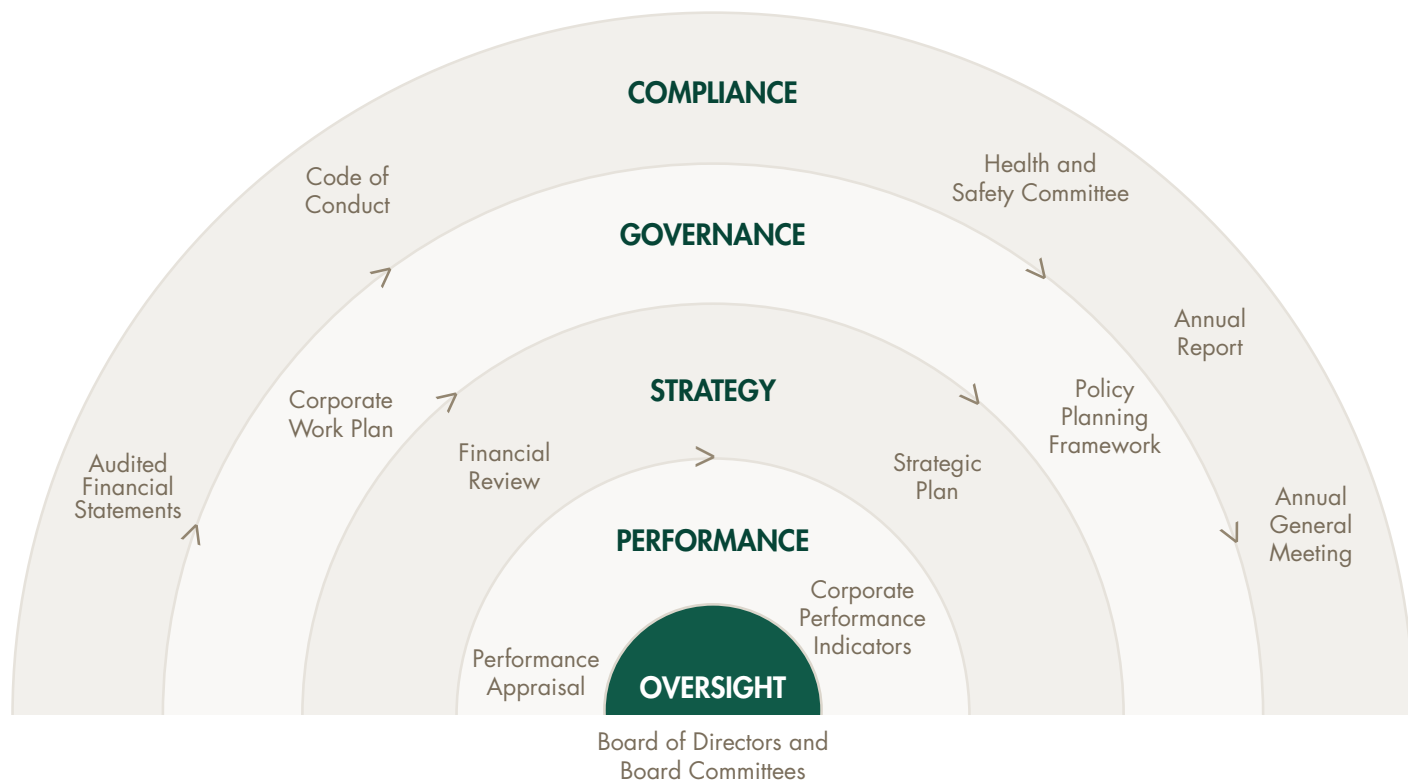 COMPLIANCE
Code of
Conduct
Health and
Safety Committee
GOVERNANCE
Annual
Report
STRATEGY
Corporate
Work Plan
Policy
Planning
Framework
Financial
Review
Strategic
Plan
Audited
Financial
Statements
Annual
General
Meeting
PERFORMANCE
Corporate
Performance
Indicators
Performance
Appraisal
OVERSIGHT
Board of Directors and
Board Committees